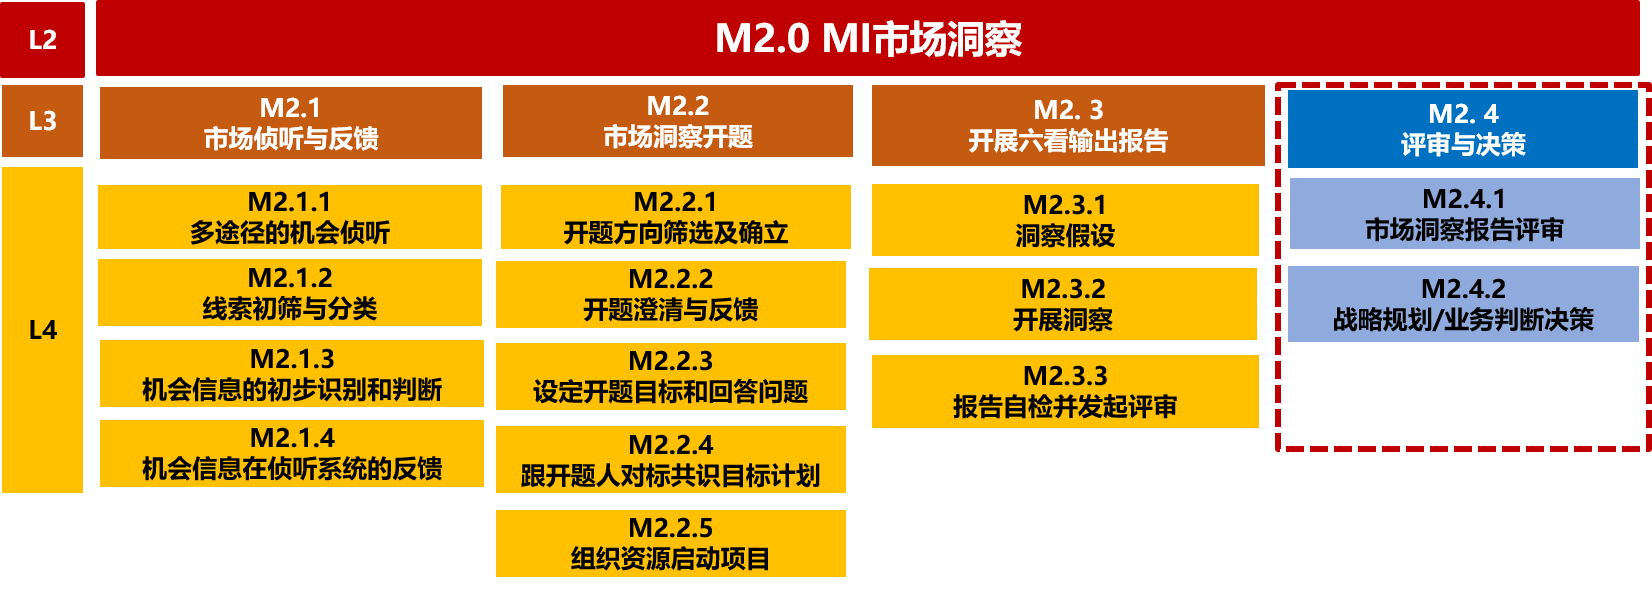 L2
M2.0 MI市场洞察
L3
M2.1
市场侦听与反馈
M2.2
市场洞察开题
M2. 3
开展六看输出报告
M2. 4
评审与决策
L4
M2.1.1
多途径的机会侦听
M2.1.2
线索初筛与分类
M2.1.3
机会信息的初步识别和判断
M2.1.4
机会信息在侦听系统的反馈
M2.2.1
开题方向筛选及确立
M2.2.2
开题澄清与反馈
M2.2.3
设定开题目标和回答问题
M2.2.4
跟开题人对标共识目标计划
M2.2.5
组织资源启动项目
M2.3.1
洞察假设
M2.3.2
开展洞察
M2.3.3
报告自检并发起评审
M2.4.1
市场洞察报告评审
M2.4.2
战略规划/业务判断决策